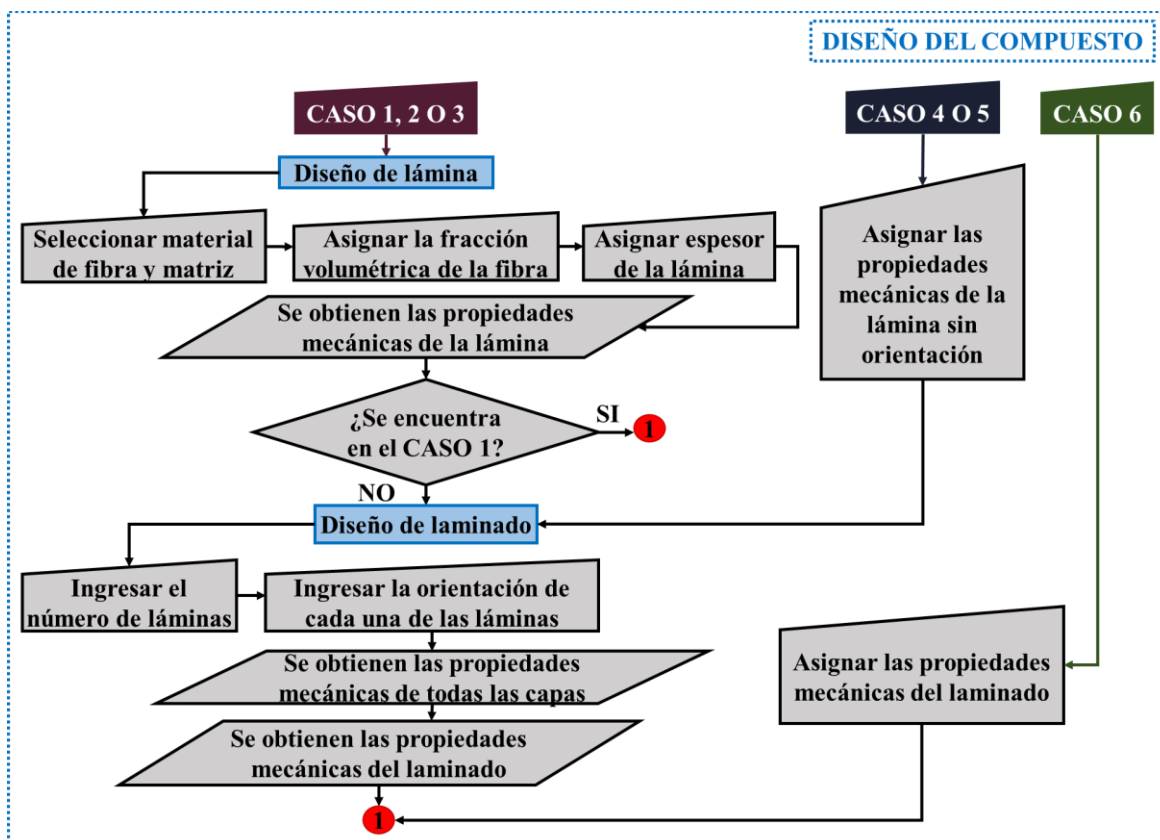 DISEÑO DEL COMPUESTO
CASO 1, 2 O 3
CASO 4 O 5
CASO 6
Diseño de lámina
Seleccionar material
de fibra y matriz
Asignar la fracción
volumétrica de la fibra
Asignar espesor
de la lámina
Asignar las
propiedades
mecánicas de la
lámina sin
orientación
Se obtienen las propiedades
mecánicas de la lámina
¿Se encuentra
en el CASO 1?
SI
1
NO
Diseño de laminado
Ingresar el
número de láminas
Ingresar la orientación de
cada una de las láminas
Se obtienen las propiedades
mecánicas de todas las capas
Asignar las propiedades
mecánicas del laminado
Se obtienen las propiedades
mecánicas del laminado
1